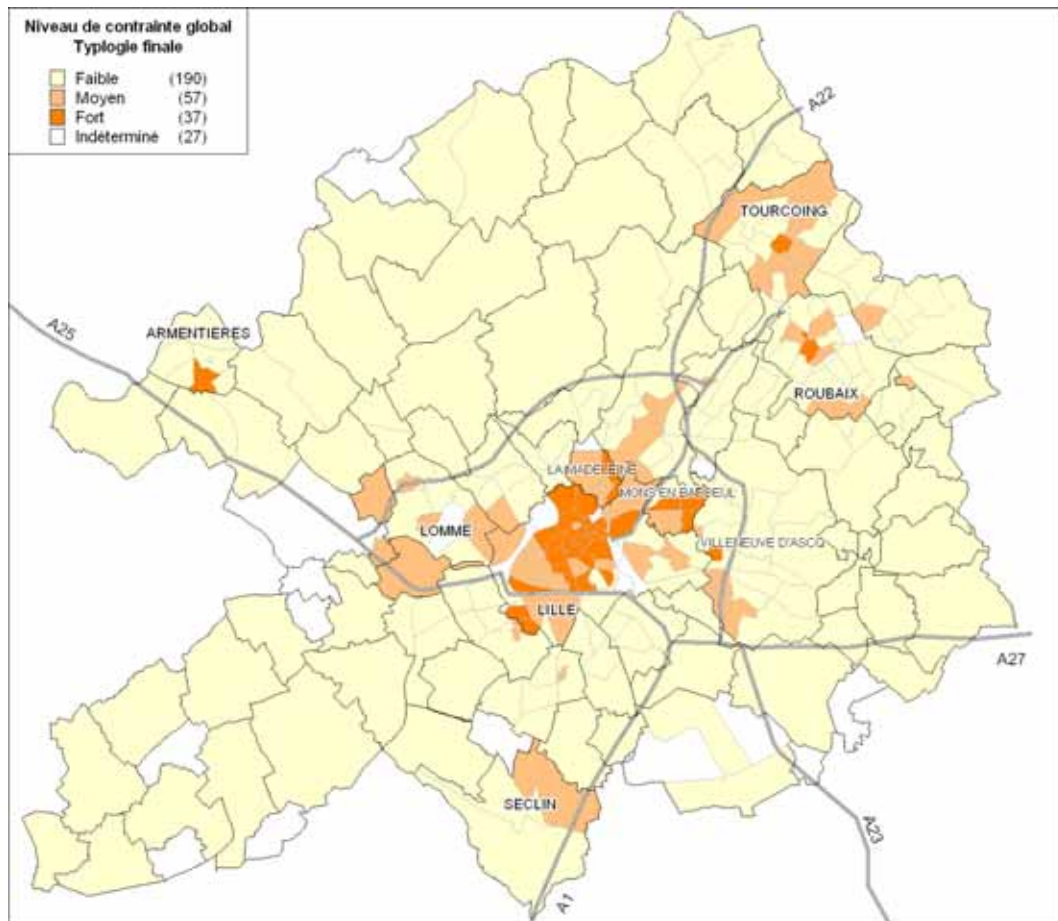 Niveau de contrainte global
Typlogie finale
Faible (190)
Moyen (57)
Fort (37)
Indéterminé (27)
A22
TOURCOING
A25
ARMENTIERES
ROUBAIX
LA MADELEINE
MONS EN BAROEUL
LOMME
VILLENEUVE D'ASCQ
LILLE
A27
SECLIN
A23
A1